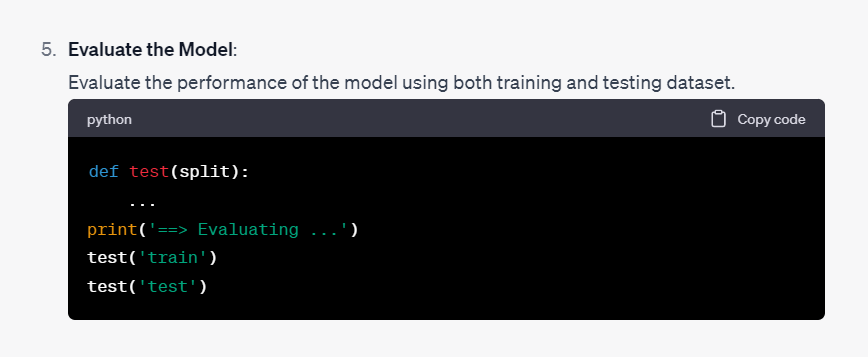 5. Evaluate the Model:
Evaluate the performance of the model using both training and testing dataset.
python Copy code
def test(split):
    ...
print('==> Evaluating ...')
test('train')
test('test')